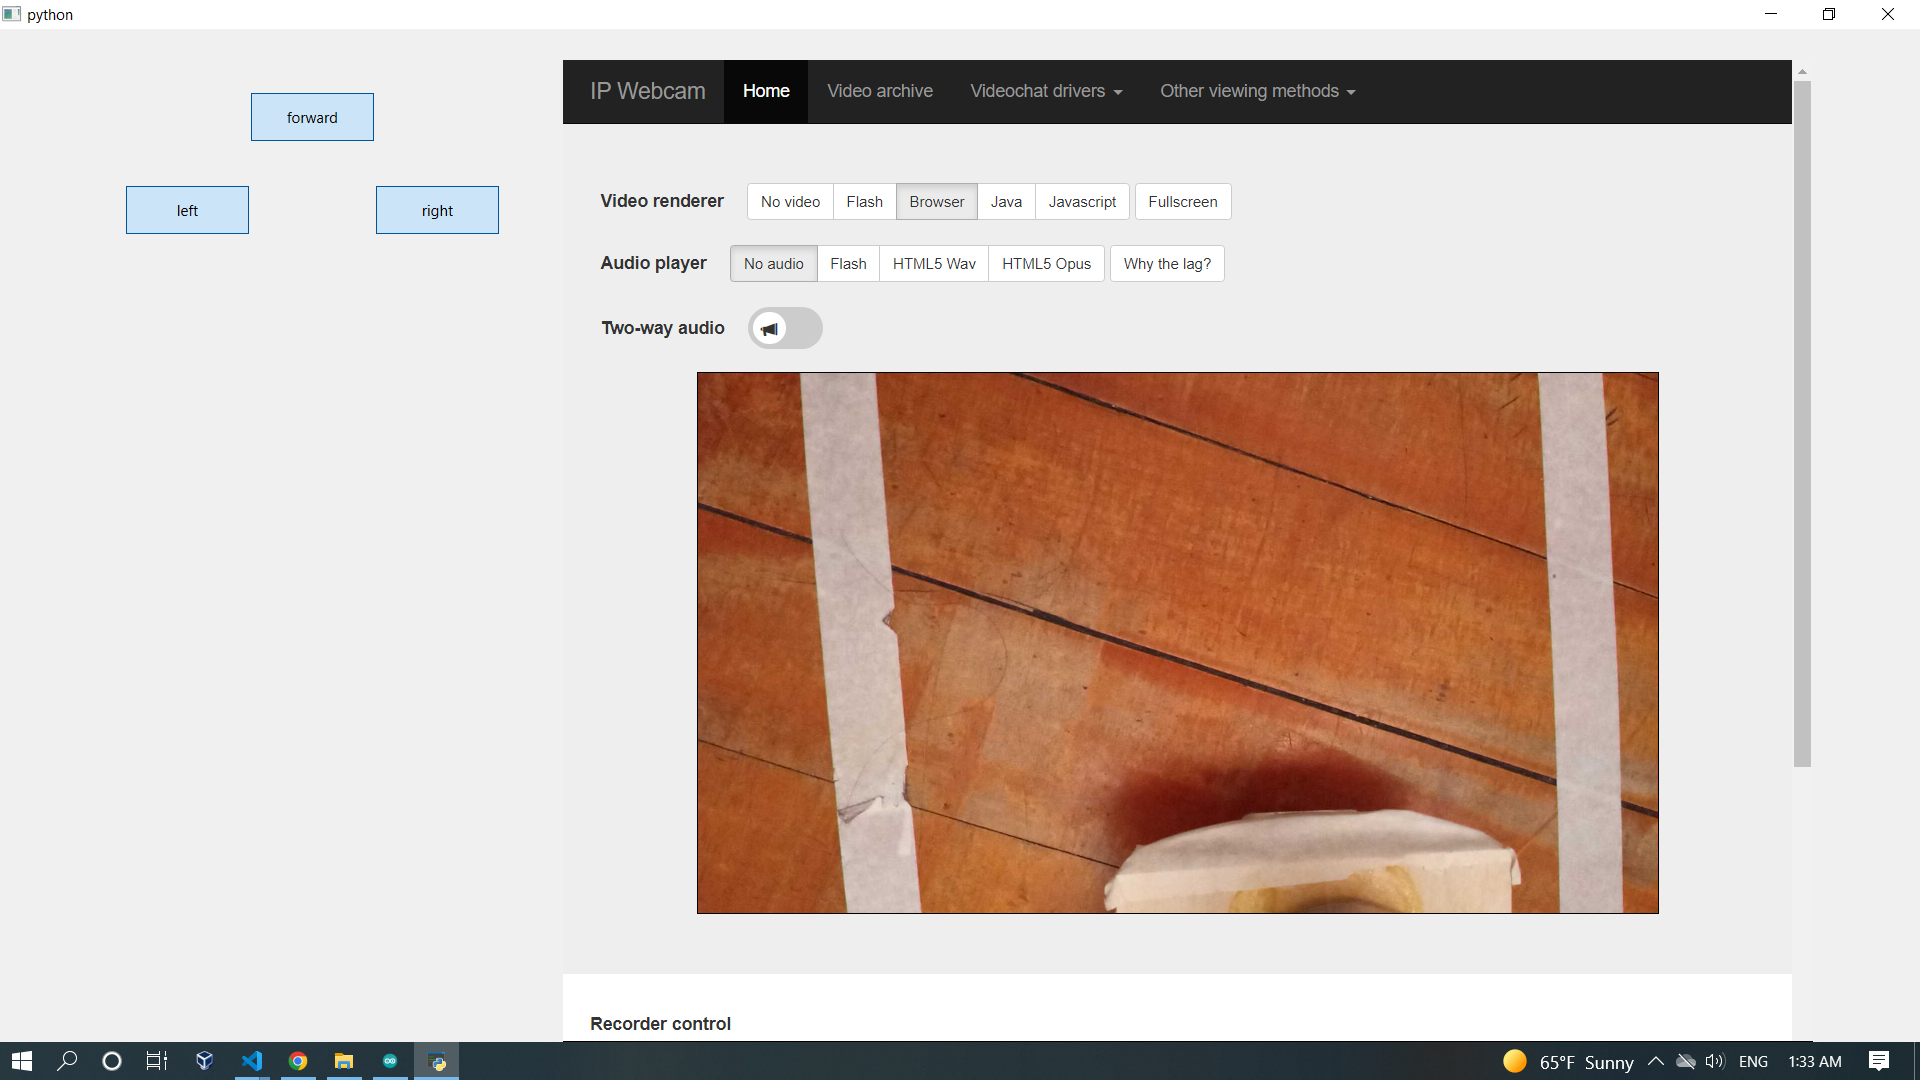 python
forward
left
right
IP Webcam Home Video archive Videochat drivers Other viewing methods
Video renderer No video Flash Browser Java Javascript Fullscreen
Audio player No audio Flash HTML5 Wav HTML5 Opus Why the lag?
Two-way audio
Recorder control
65°F Sunny ENG 1:33 AM